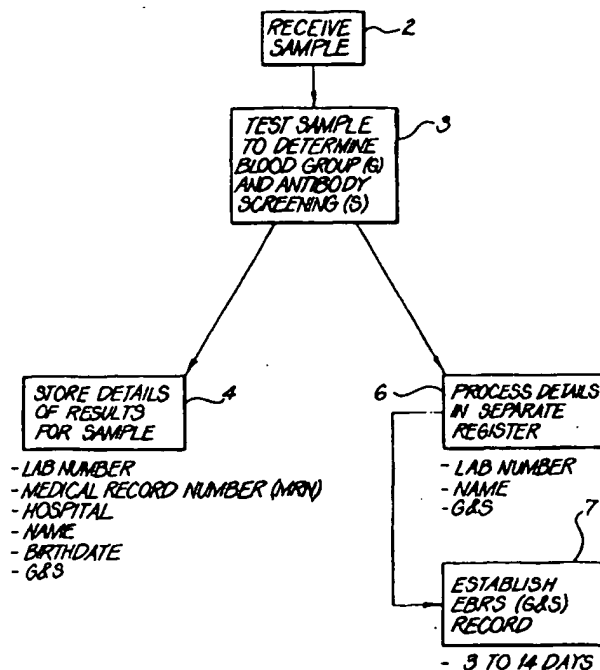 RECEIVE
SAMPLE
2
TEST SAMPLE
TO DETERMINE
BLOOD GROUP (G)
AND ANTIBODY
SCREENING (S)
3
STORE DETAILS
OF RESULTS
FOR SAMPLE
4
- LAB NUMBER
- MEDICAL RECORD NUMBER (MRN)
- HOSPITAL
- NAME
- BIRTHDATE
- G&S
6
PROCESS DETAILS
IN SEPARATE
REGISTER
- LAB NUMBER
- NAME
- G&S
7
ESTABLISH
EBRS (G&S)
RECORD
- 3 TO 14 DAYS